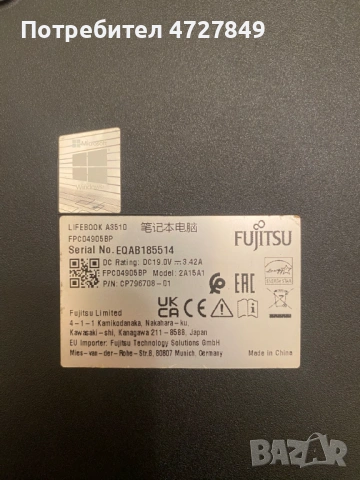 Потребител 4727849
LIFEBOOK A3510 笔记本电脑
FPC04905BP
Serial No. EQAB185514
FUJITSU
DC Rating: DC19.0V 3.42A
FPC04905BP Model: 2A15A1
P/N: CP796708-01
UK CA
EAC
Fujitsu Limited
4-1-1 Kamikodanaka, Nakahara-ku,
Kawasaki-shi, Kanagawa 211-8588, Japan
EU Importer: Fujitsu Technology Solutions GmbH
Mies-van-der-Rohe-Str.8, 80807 Munich, Germany
Made in China
BAZAR